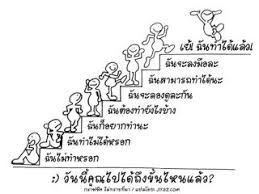 เย้! ฉันทำได้แล้ว!
ฉันจะลงมือละ
ฉันสามารถทำได้นะ
ฉันจะลองดูละกัน
ฉันต้องทำยังไงบ้าง
ฉันก็อยากทำนะ
ฉันทำไม่ได้หรอก
ฉันไม่ทำหรอก
:) วันนี้คุณไปได้ถึงขั้นไหนแล้ว?